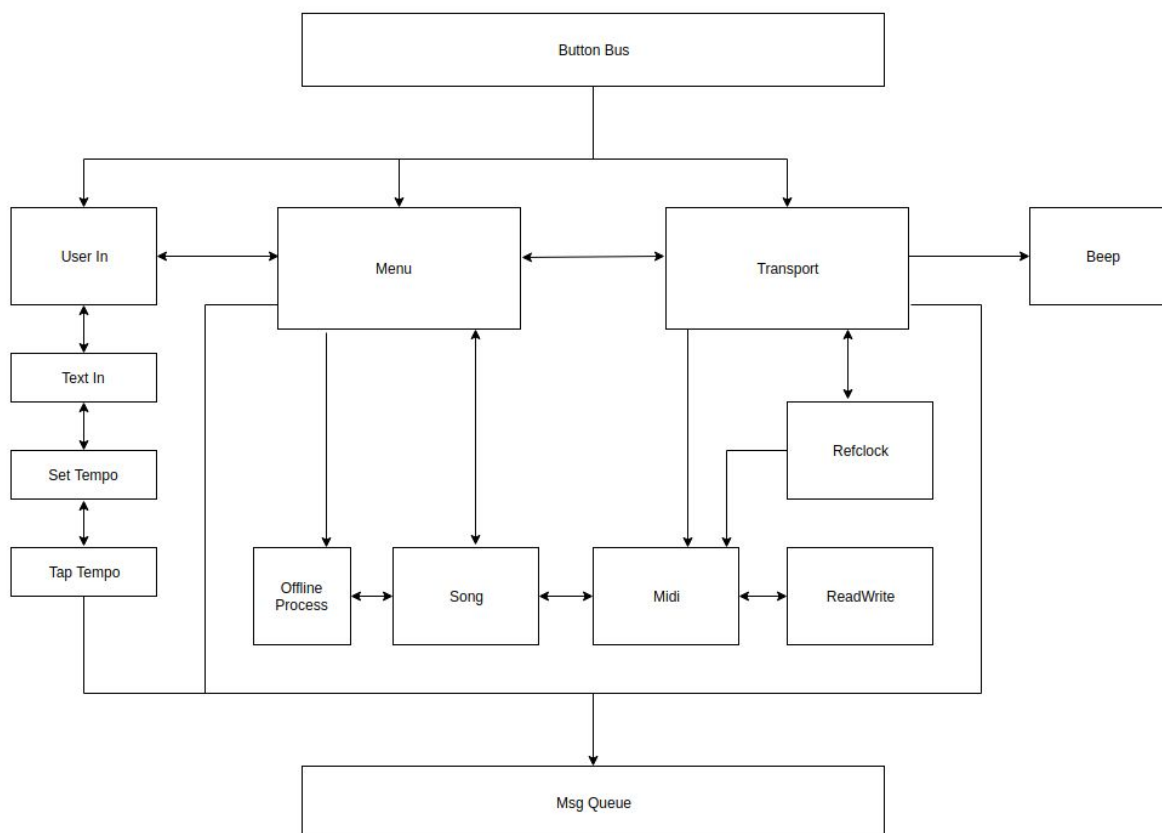 Button Bus
User In
Menu
Transport
Beep
Text In
Refclock
Set Tempo
Tap Tempo
Offline
Process
Song
Midi
ReadWrite
Msg Queue